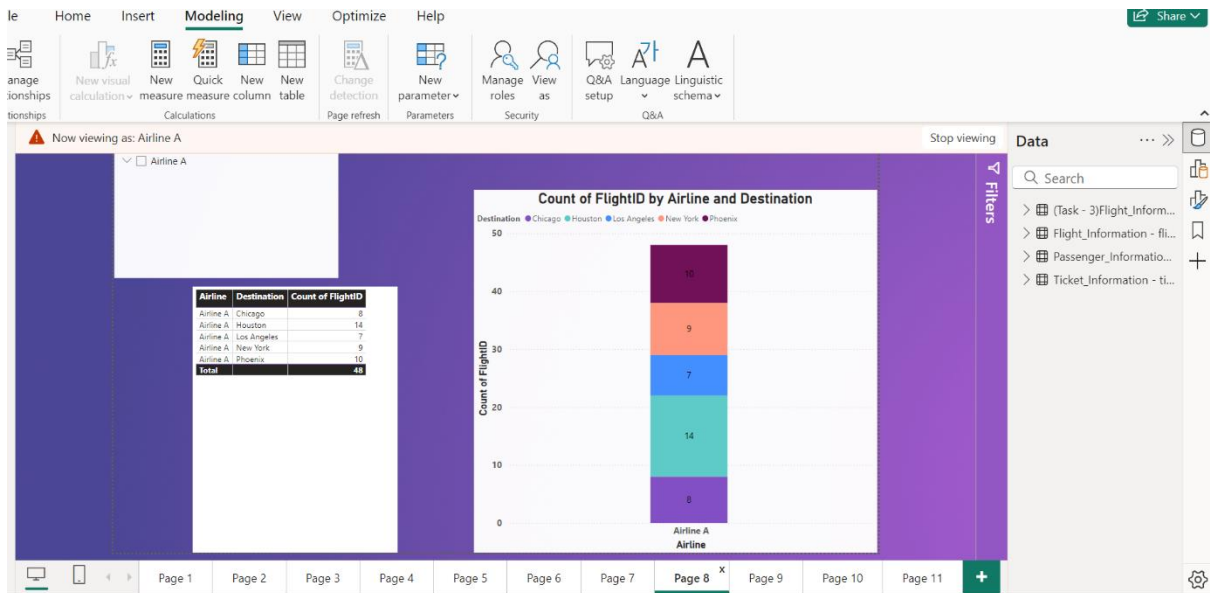 le Home Insert Modeling View Optimize Help Share
anage
tionships
New visual
calculation
New
measure
Quick
measure
New
column
New
table
Change
detection
New
parameter
Manage
roles
View
as
Q&A
setup
Language
Linguistic
schema
tionships Calculations Page refresh Parameters Security Q&A
Now viewing as: Airline A Stop viewing
Data
Search
(Task - 3)Flight_Inform...
Flight_Information - fli...
Passenger_Informatio...
Ticket_Information - ti...
Filters
Airline A
Airline Destination Count of FlightID
Airline A Chicago 8
Airline A Houston 14
Airline A Los Angeles 7
Airline A New York 9
Airline A Phoenix 10
Total 48
Count of FlightID by Airline and Destination
Destination Chicago Houston Los Angeles New York Phoenix
50
40
30
20
10
0
Count of FlightID
10
9
7
14
8
Airline A
Airline
Page 1 Page 2 Page 3 Page 4 Page 5 Page 6 Page 7 Page 8 x Page 9 Page 10 Page 11 +